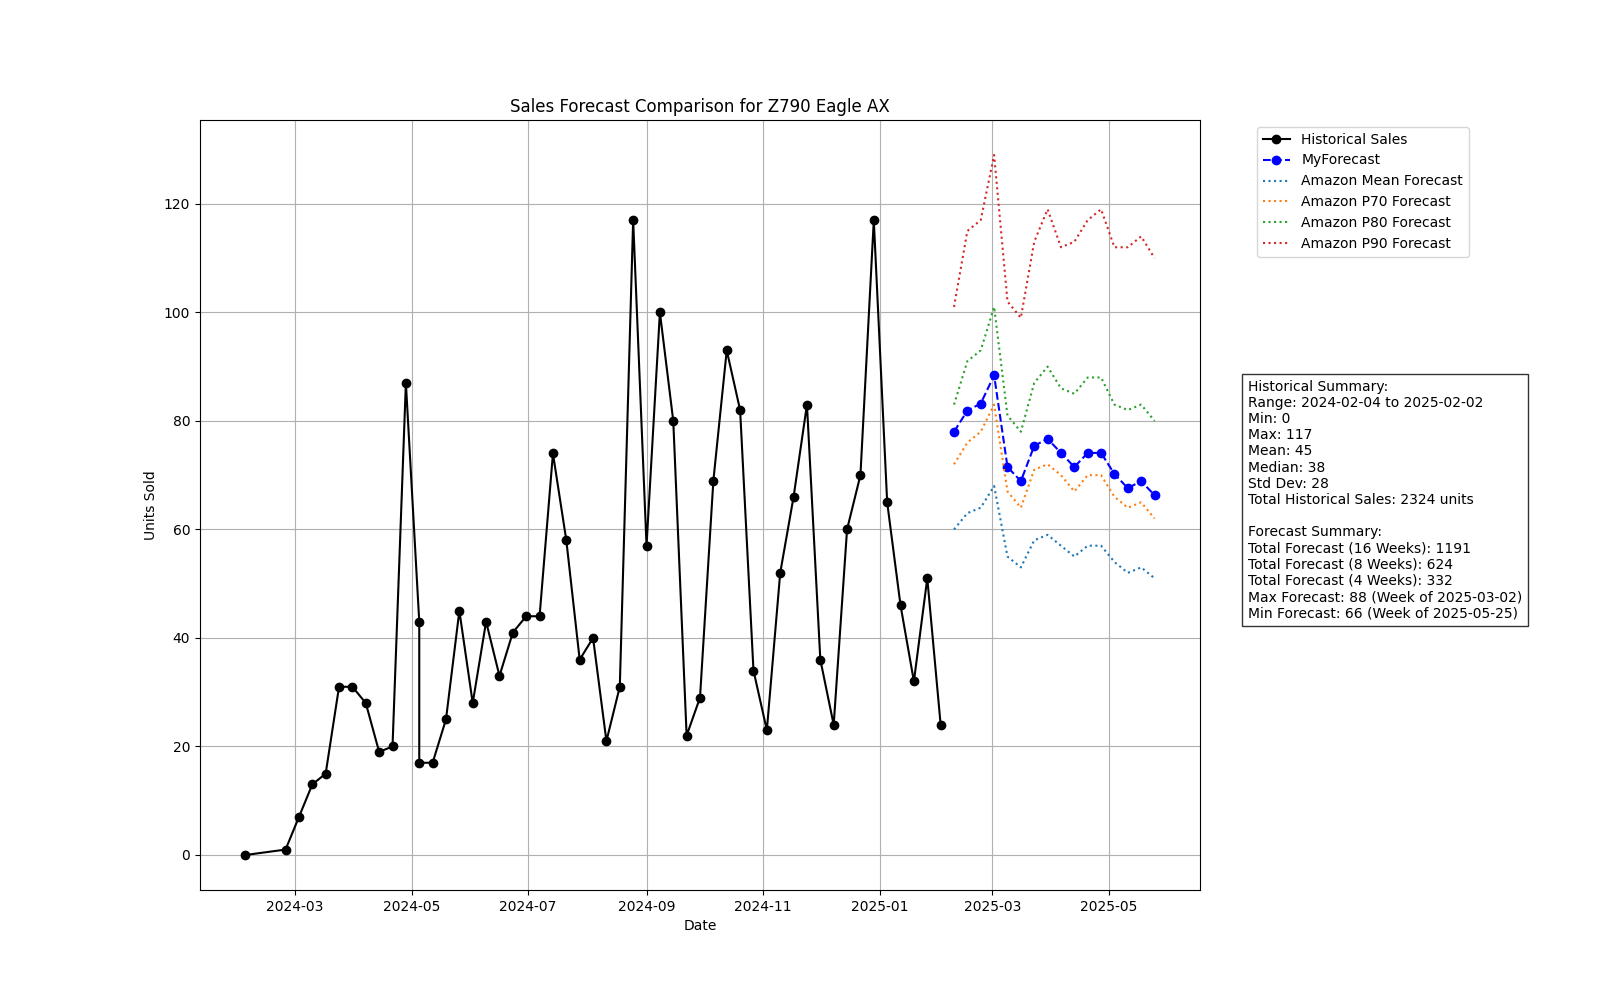 Sales Forecast Comparison for Z790 Eagle AX
Historical Sales
MyForecast
Amazon Mean Forecast
Amazon P70 Forecast
Amazon P80 Forecast
Amazon P90 Forecast
120
100
80
60
40
20
0
Units Sold
2024-03
2024-05
2024-07
2024-09
2024-11
2025-01
2025-03
2025-05
Date
Historical Summary:
Range: 2024-02-04 to 2025-02-02
Min: 0
Max: 117
Mean: 45
Median: 38
Std Dev: 28
Total Historical Sales: 2324 units
Forecast Summary:
Total Forecast (16 Weeks): 1191
Total Forecast (8 Weeks): 624
Total Forecast (4 Weeks): 332
Max Forecast: 88 (Week of 2025-03-02)
Min Forecast: 66 (Week of 2025-05-25)